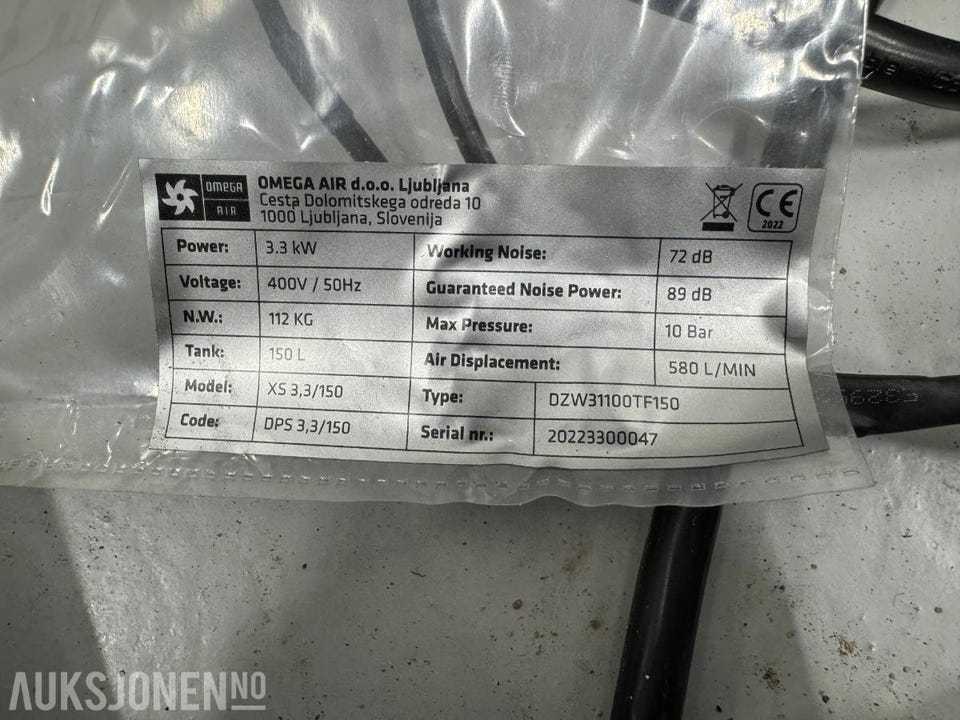 OMEGA AIR
OMEGA AIR d.o.o. Ljubljana
Cesta Dolomitskega odreda 10
1000 Ljubljana, Slovenija
CE
2022
Power: 3.3 kW Working Noise: 72 dB
Voltage: 400V / 50Hz Guaranteed Noise Power: 89 dB
N.W.: 112 KG Max Pressure: 10 Bar
Tank: 150 L Air Displacement: 580 L/MIN
Model: XS 3,3/150 Type: DZW31100TF150
Code: DPS 3,3/150 Serial nr.: 20223300047
AUKSJONEN.NO